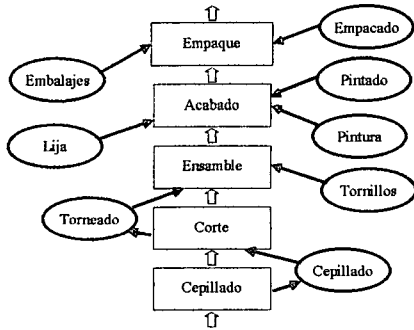 Empaque
Empacado
Embalajes
Acabado
Pintado
Lija
Pintura
Ensamble
Tornillos
Torneado
Corte
Cepillado
Cepillado